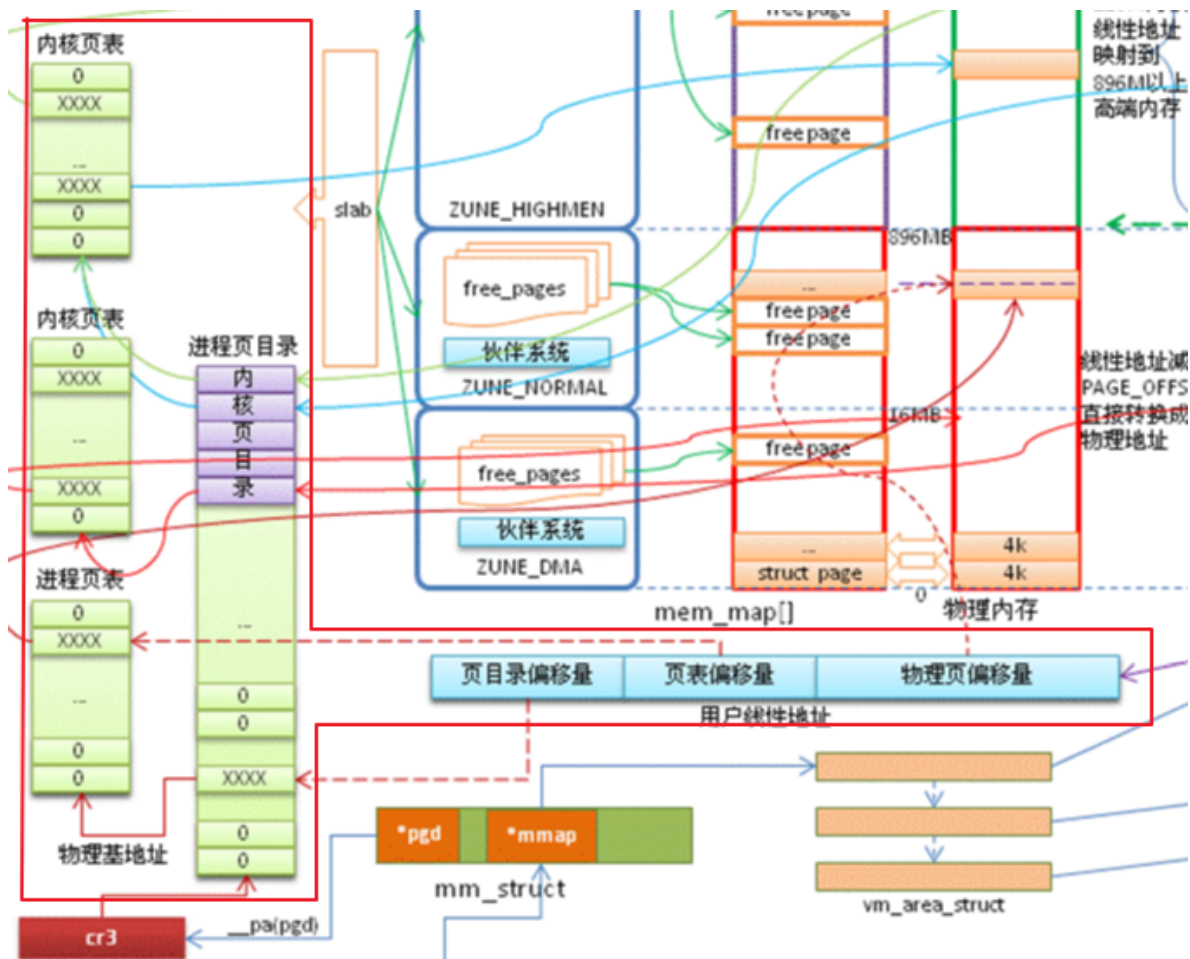 内核页表
0
XXXX
...
XXXX
0
0
内核页表
0
XXXX
...
XXXX
0
进程页表
0
XXXX
...
0
0
物理基地址
进程页目录
内
核
页
目
录
...
0
0
XXXX
0
0
cr3
__pa(pgd)
slab
ZUNE_HIGHMEN
free_pages
伙伴系统
ZUNE_NORMAL
free_pages
伙伴系统
ZUNE_DMA
free page
free page
...
free page
free page
free page
...
struct page
mem_map[]
896MB
16MB
0
4k
4k
物理内存
线性地址
映射到
896M以上
高端内存
线性地址减
PAGE_OFFS
直接转换成
物理地址
页目录偏移量
页表偏移量
物理页偏移量
用户线性地址
*pgd
*mmap
mm_struct
vm_area_struct